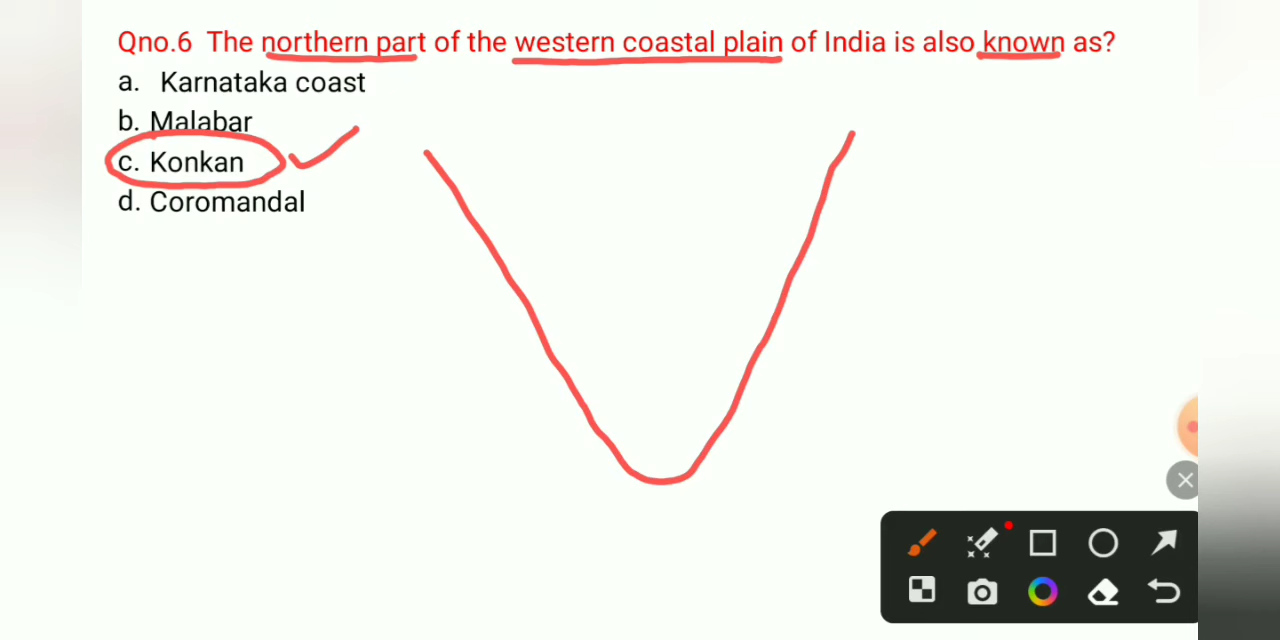 Qno.6 The northern part of the western coastal plain of India is also known as?
a. Karnataka coast
b. Malabar
c. Konkan
d. Coromandal